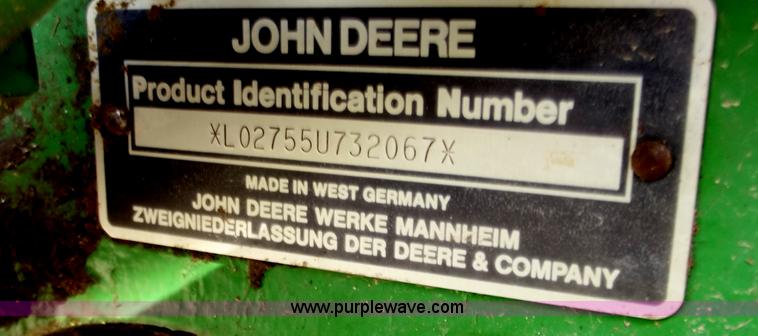 JOHN DEERE
Product Identification Number
*L02755U732067*
MADE IN WEST GERMANY
JOHN DEERE WERKE MANNHEIM
ZWEIGNIEDERLASSUNG DER DEERE & COMPANY
www.purplewave.com